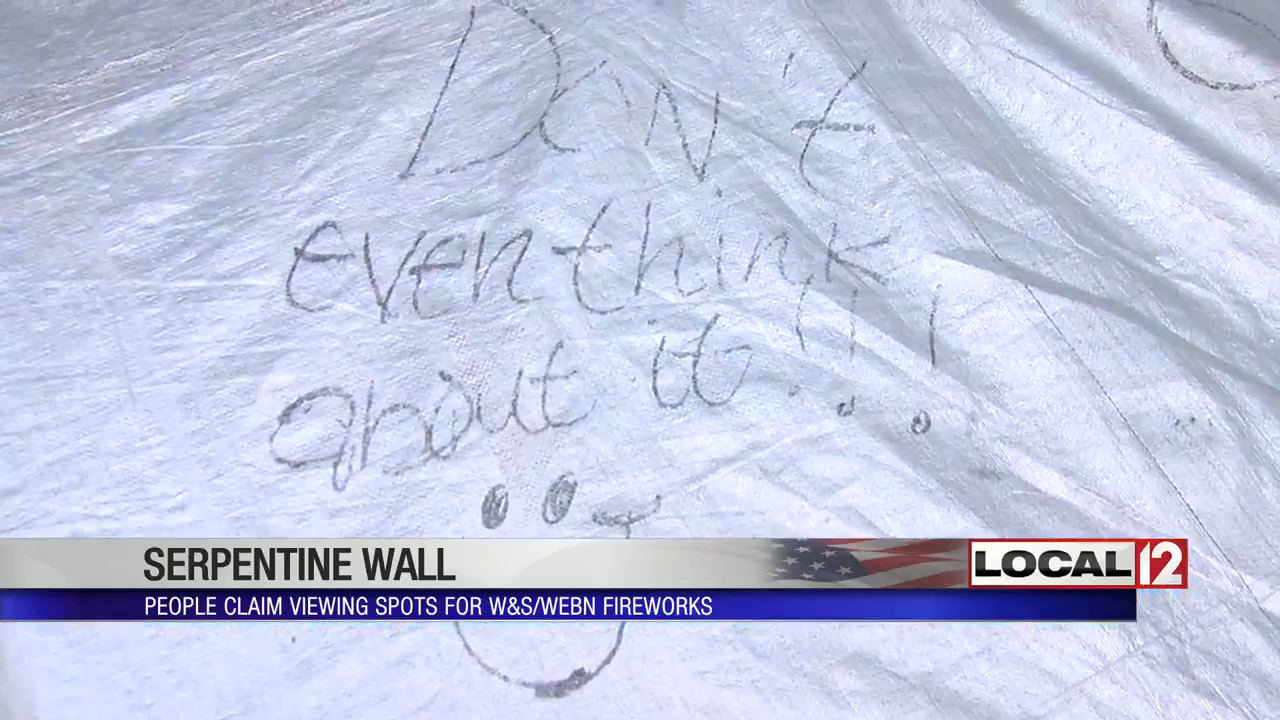 Don't
even think
about it!!!!
SERPENTINE WALL
LOCAL 12
PEOPLE CLAIM VIEWING SPOTS FOR W&S/WEBN FIREWORKS